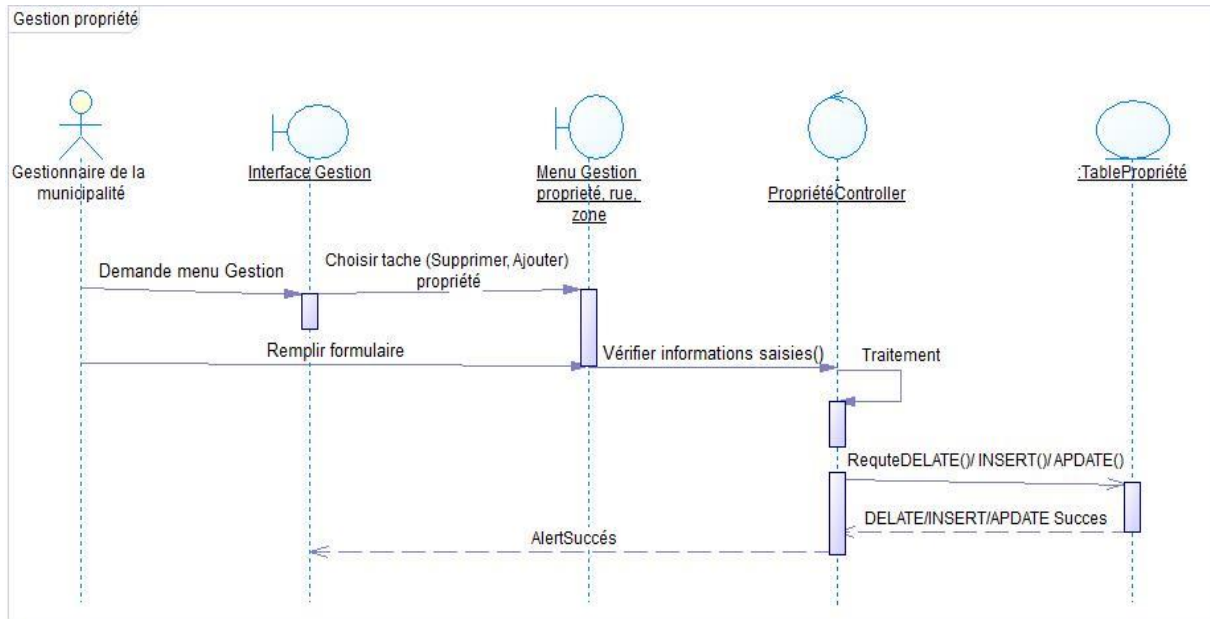 Gestion propriété
Gestionnaire de la
municipalité
Interface Gestion
Menu Gestion
proprieté, rue,
zone
PropriétéController
:TablePropriété
Demande menu Gestion
Choisir tache (Supprimer, Ajouter)
propriété
Remplir formulaire
Vérifier informations saisies()
Traitement
RequteDELATE()/ INSERT()/ APDATE()
DELATE/INSERT/APDATE Succes
AlertSuccés